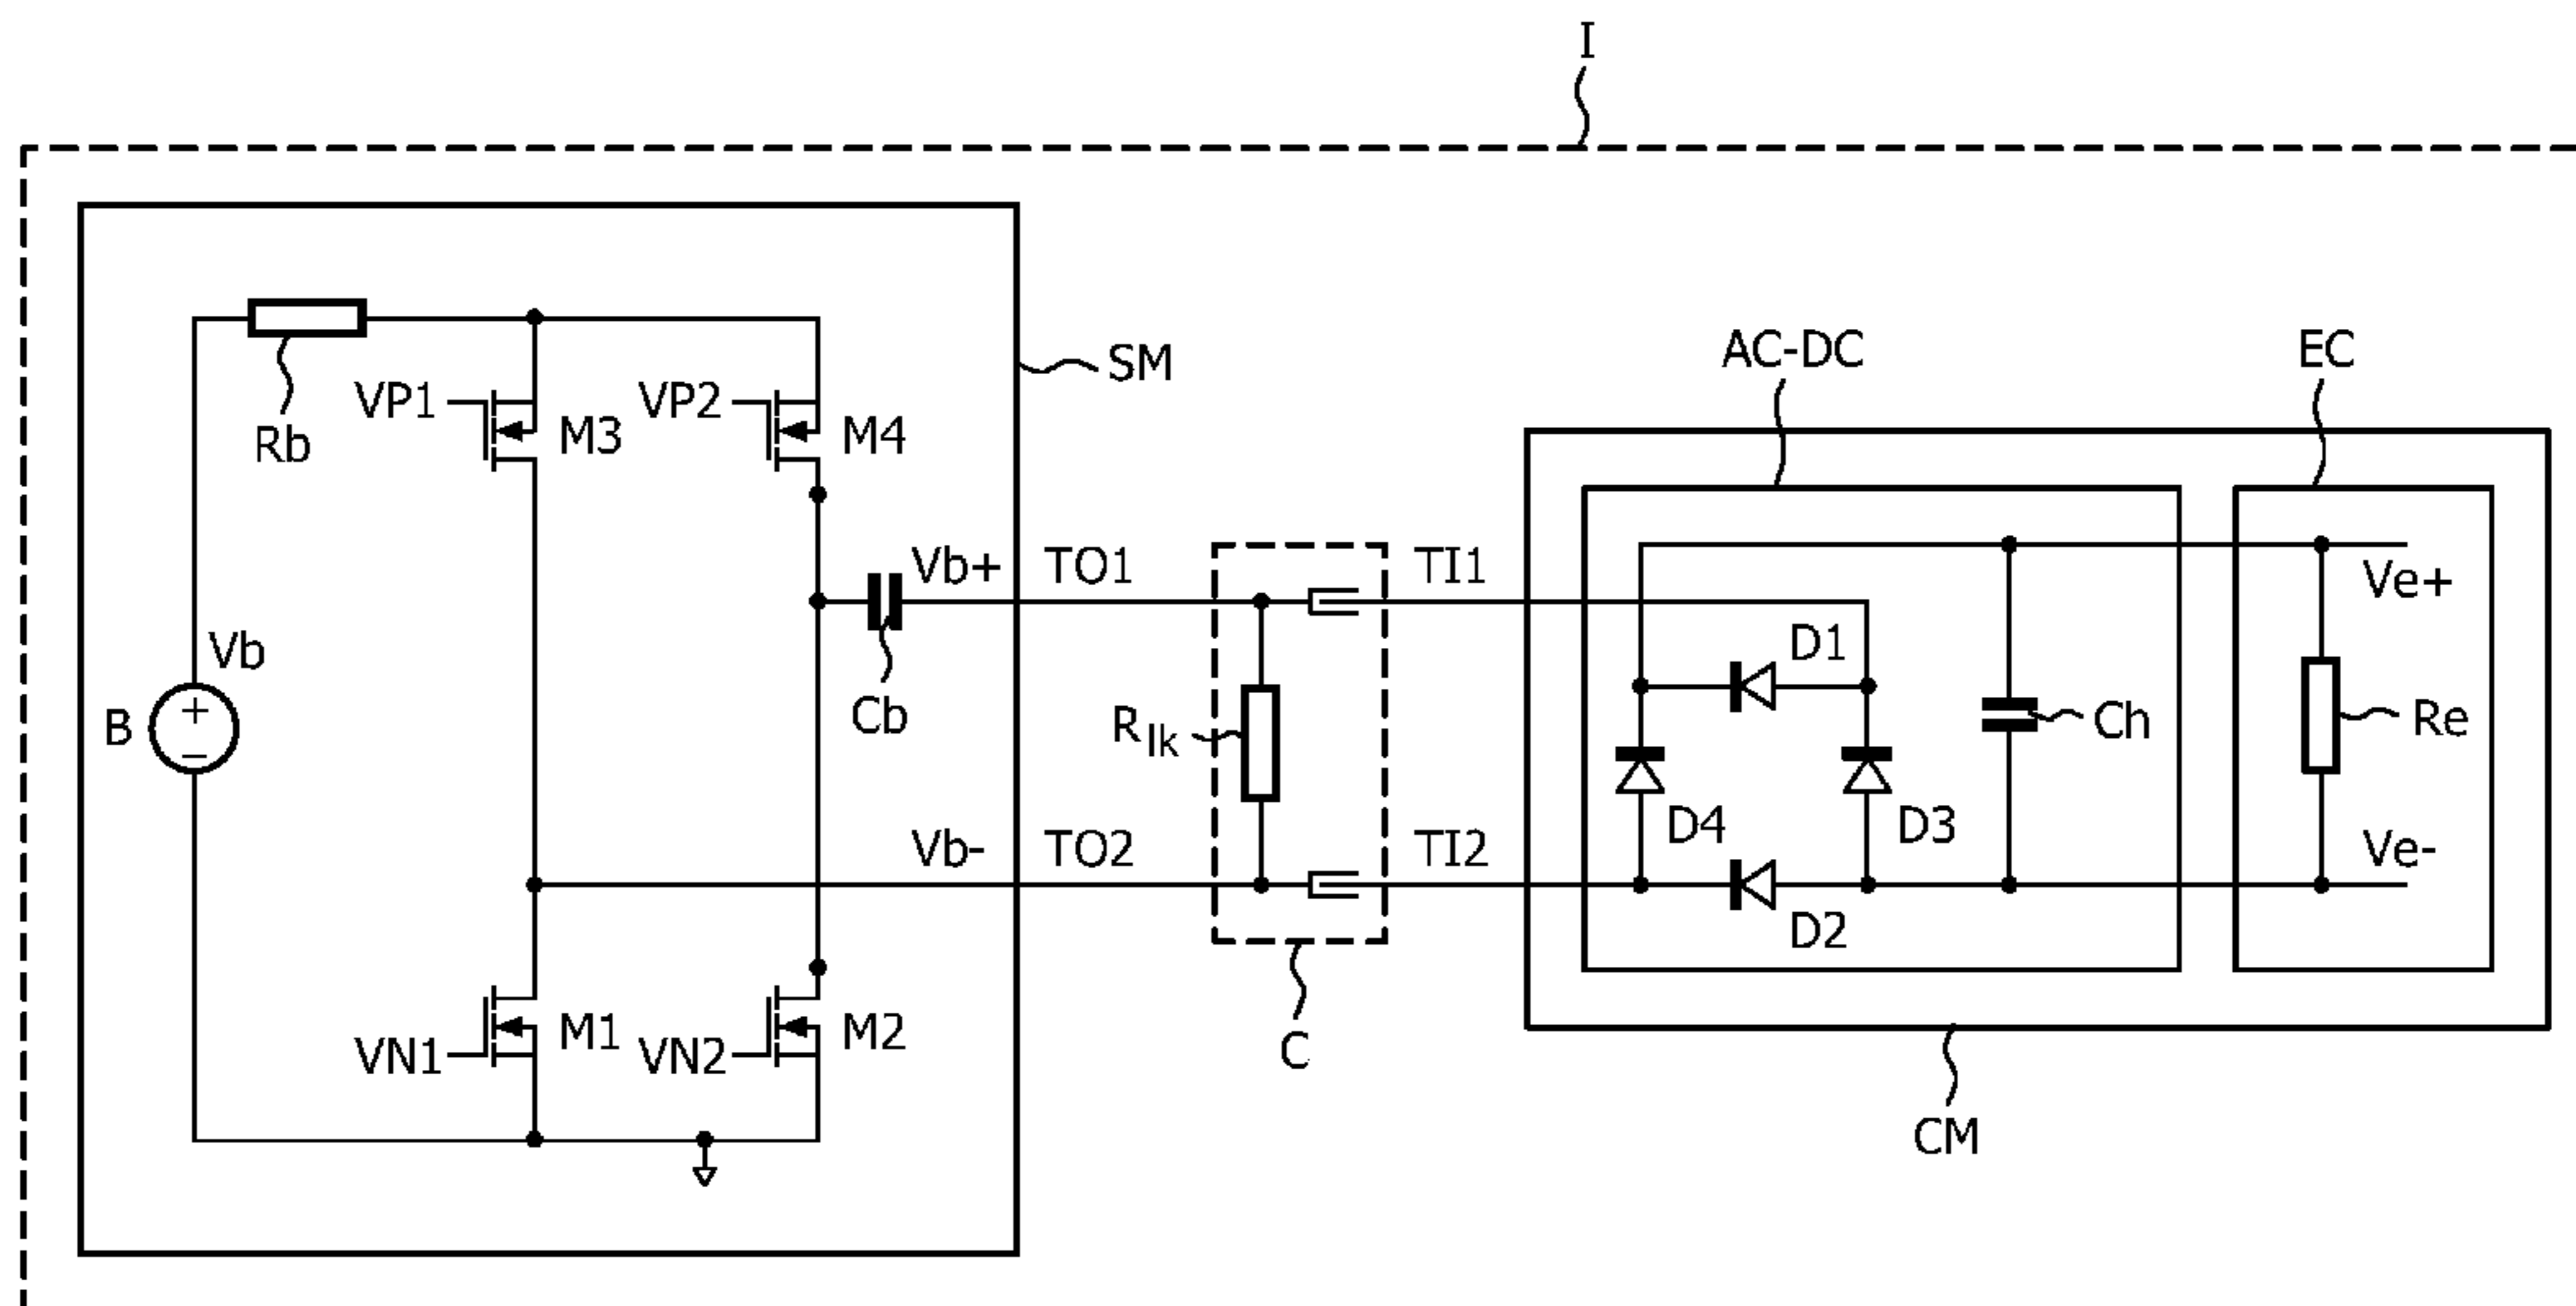 I
SM
AC-DC
EC
VP1
VP2
M3
M4
Rb
Vb+
TO1
TI1
Ve+
Vb
D1
B
+
−
Cb
R lk
Ch
Re
D4
D3
Vb-
TO2
TI2
Ve-
D2
VN1
M1
VN2
M2
C
CM